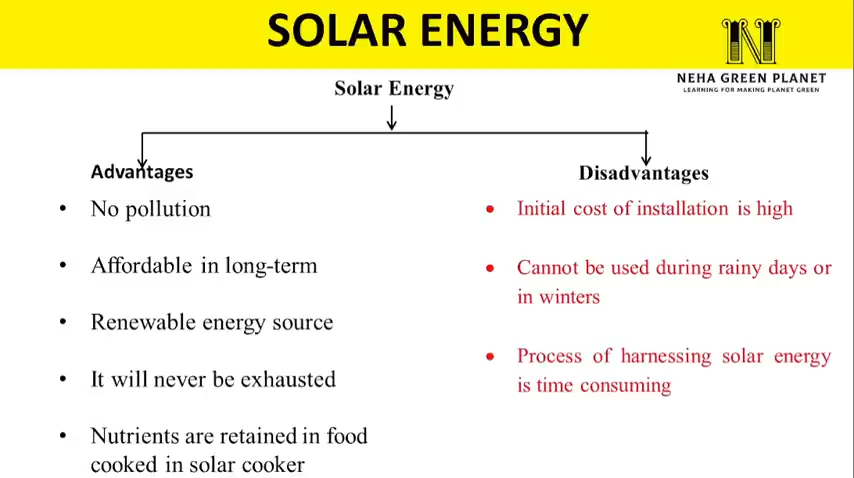 SOLAR ENERGY
NEHA GREEN PLANET
LEARNING FOR MAKING PLANET GREEN
Solar Energy
Advantages
• No pollution
• Affordable in long-term
• Renewable energy source
• It will never be exhausted
• Nutrients are retained in food
cooked in solar cooker
Disadvantages
• Initial cost of installation is high
• Cannot be used during rainy days or
in winters
• Process of harnessing solar energy
is time consuming